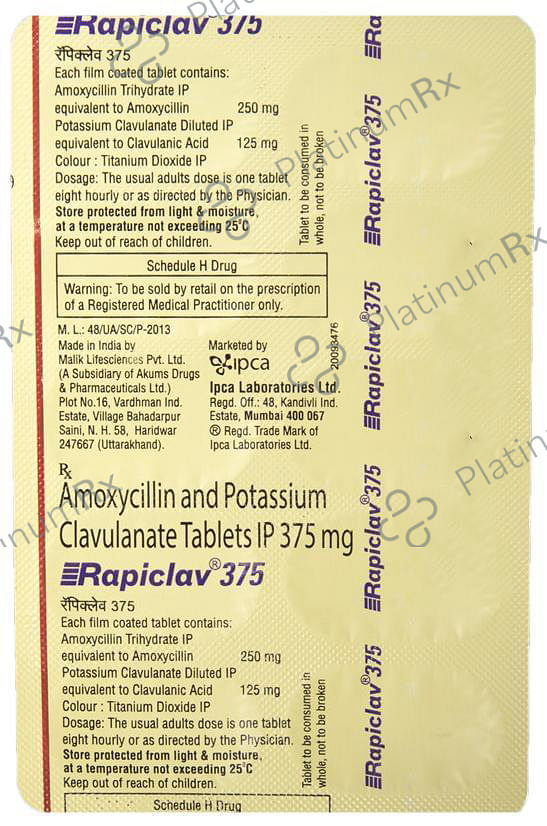 Rapiclav 375
रॅपिक्लेव 375
Each film coated tablet contains:
Amoxycillin Trihydrate IP
equivalent to Amoxycillin 250 mg
Potassium Clavulanate Diluted IP
equivalent to Clavulanic Acid 125 mg
Colour : Titanium Dioxide IP
Dosage: The usual adults dose is one tablet
eight hourly or as directed by the Physician.
Store protected from light & moisture,
at a temperature not exceeding 25°C
Keep out of reach of children.
Tablet to be consumed in
whole, not to be broken
Schedule H Drug
Warning: To be sold by retail on the prescription
of a Registered Medical Practitioner only.
M. L.: 48/UA/SC/P-2013
Made in India by
Malik Lifesciences Pvt. Ltd.
(A Subsidiary of Akums Drugs
& Pharmaceuticals Ltd.)
Plot No.16, Vardhman Ind.
Estate, Village Bahadarpur
Saini, N. H. 58, Haridwar
247667 (Uttarakhand).
Marketed by
ipca
Ipca Laboratories Ltd.
Regd. Off.: 48, Kandivli Ind.
Estate, Mumbai 400 067
® Regd. Trade Mark of
Ipca Laboratories Ltd.
20093476
Rx
Amoxycillin and Potassium
Clavulanate Tablets IP 375 mg
Rapiclav® 375
रॅपिक्लेव 375
Each film coated tablet contains:
Amoxycillin Trihydrate IP
equivalent to Amoxycillin 250 mg
Potassium Clavulanate Diluted IP
equivalent to Clavulanic Acid 125 mg
Colour : Titanium Dioxide IP
Dosage: The usual adults dose is one tablet
eight hourly or as directed by the Physician.
Store protected from light & moisture,
at a temperature not exceeding 25°C
Keep out of reach of children.
Tablet to be consumed in
whole, not to be broken
Schedule H Drug
Ra
Rapiclav® 375
Rapiclav® 375
Rapiclav® 375
Rapiclav® 375
PlatinumRx
PlatinumRx
PlatinumRx
Platin
tinumRx
Rx